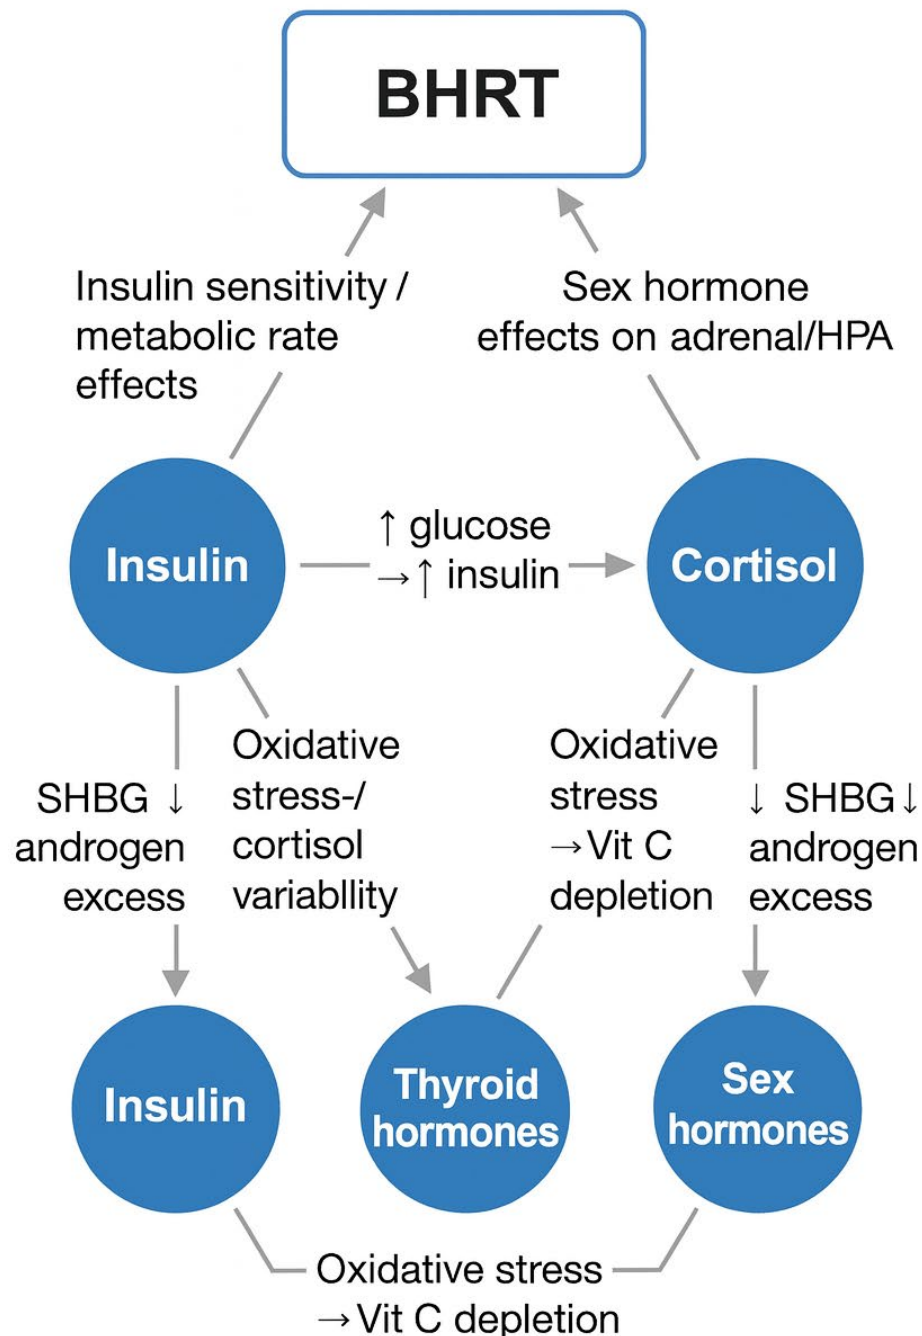 BHRT
Insulin sensitivity /
metabolic rate
effects
Sex hormone
effects on adrenal/HPA
Insulin
↑ glucose
→↑ insulin
Cortisol
SHBG ↓
androgen
excess
Oxidative
stress-/
cortisol
variabllity
Oxidative
stress
→Vit C
depletion
↓ SHBG↓
androgen
excess
Insulin
Thyroid
hormones
Sex
hormones
Oxidative stress
→Vit C depletion